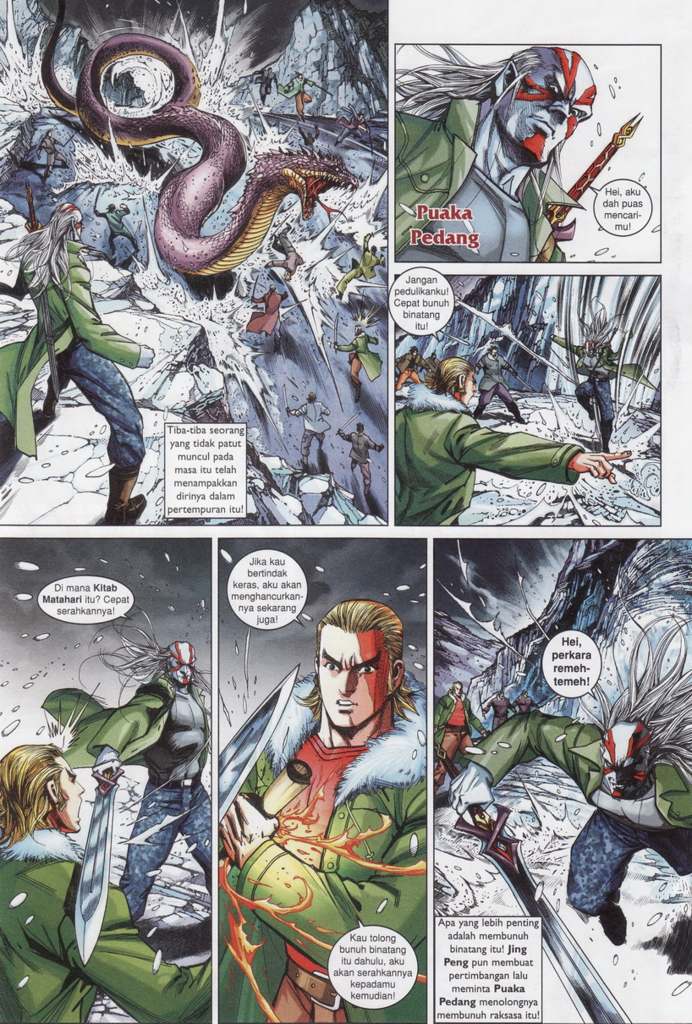 Tiba-tiba seorang
yang tidak patut
muncul pada
masa itu telah
menampakkan
dirinya dalam
pertempuran itu!
Puaka
Pedang
Hei, aku
dah puas
mencari-
mu!
Jangan
pedulikanku!
Cepat bunuh
binatang
itu!
Di mana Kitab
Matahari itu? Cepat
serahkannya!
Jika kau
bertindak
keras, aku akan
menghancurkan-
nya sekarang
juga!
Kau tolong
bunuh binatang
itu dahulu, aku
akan serahkannya
kepadamu
kemudian!
Hei,
perkara
remeh-
temeh!
Apa yang lebih penting
adalah membunuh
binatang itu! Jing
Peng pun membuat
pertimbangan lalu
meminta Puaka
Pedang menolongnya
membunuh raksasa itu!